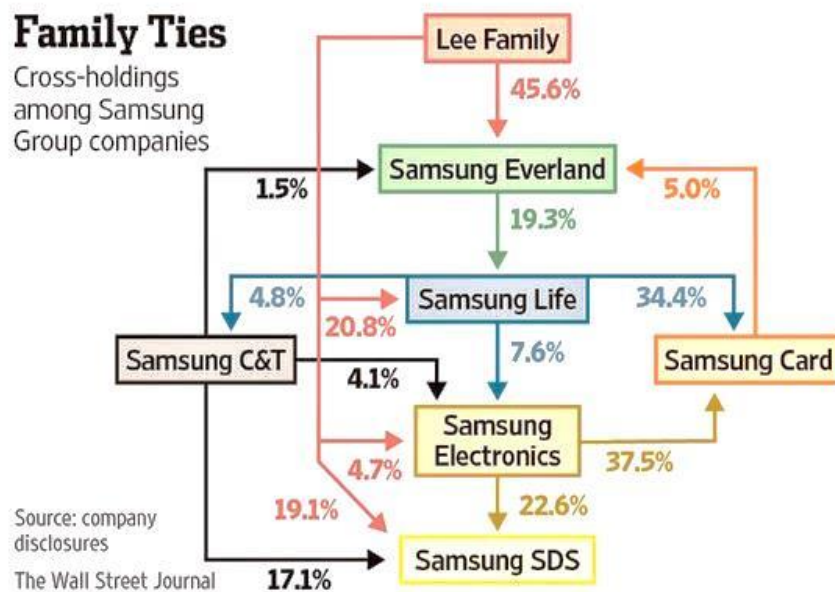 Family Ties
Cross-holdings
among Samsung
Group companies
Lee Family
45.6%
Samsung Everland
1.5%
5.0%
19.3%
4.8%
Samsung Life
34.4%
20.8%
Samsung C&T
7.6%
Samsung Card
4.1%
Samsung
Electronics
4.7%
37.5%
19.1%
22.6%
Samsung SDS
17.1%
Source: company
disclosures
The Wall Street Journal